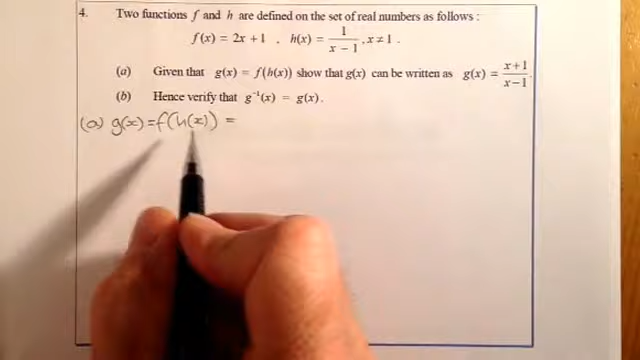 4. Two functions f and h are defined on the set of real numbers as follows :
f(x) = 2x + 1 , h(x) = 1/(x − 1) , x ≠ 1 .
(a) Given that g(x) = f(h(x)) show that g(x) can be written as g(x) = (x+1)/(x−1).
(b) Hence verify that g⁻¹(x) = g(x).
(a) g(x) = f(h(x)) =